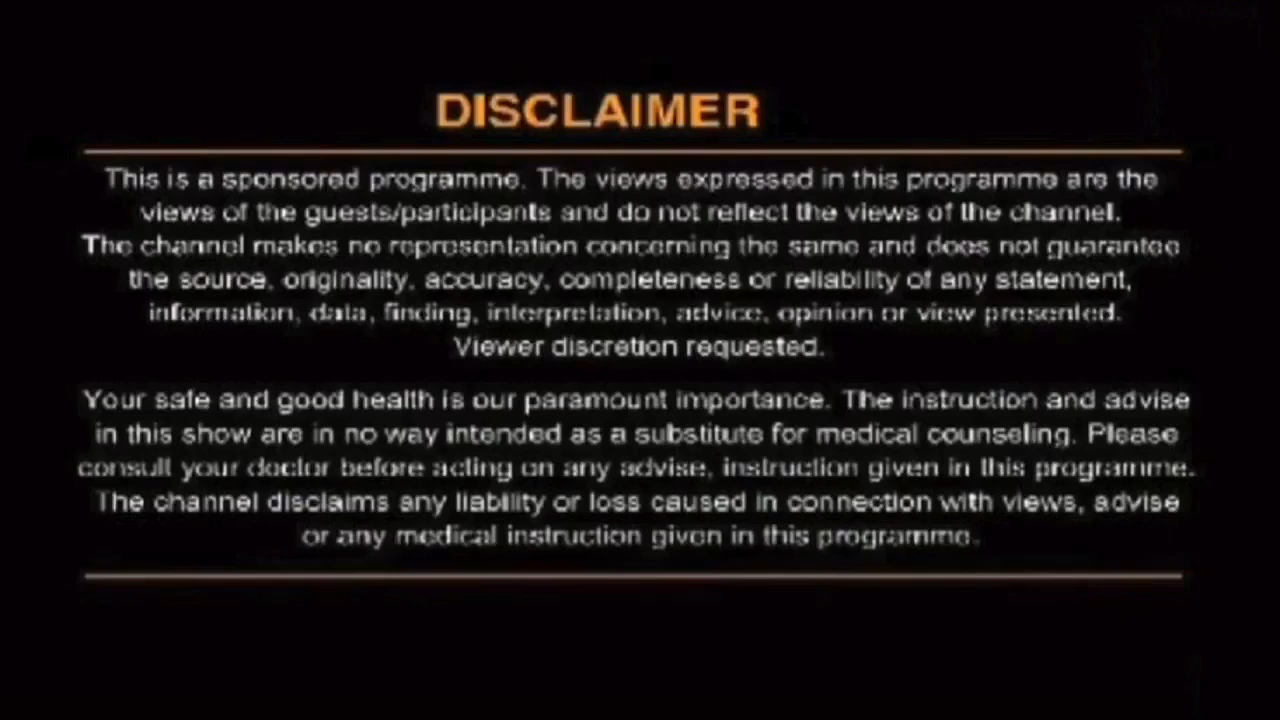 DISCLAIMER
This is a sponsored programme. The views expressed in this programme are the
views of the guests/participants and do not reflect the views of the channel.
The channel makes no representation concerning the same and does not guarantee
the source, originality, accuracy, completeness or reliability of any statement,
information, data, finding, interpretation, advice, opinion or view presented.
Viewer discretion requested.
Your safe and good health is our paramount importance. The instruction and advise
in this show are in no way intended as a substitute for medical counseling. Please
consult your doctor before acting on any advise, instruction given in this programme.
The channel disclaims any liability or loss caused in connection with views, advise
or any medical instruction given in this programme.